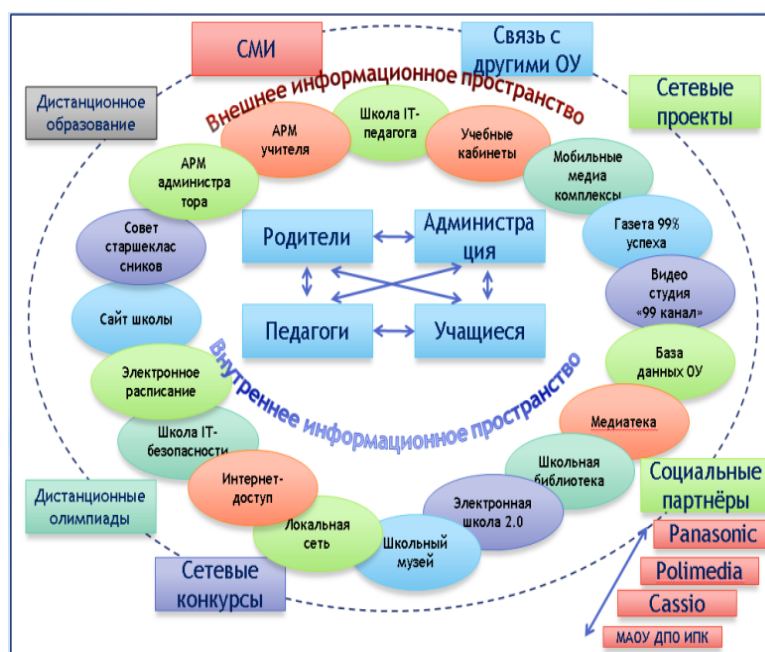 СМИ
Связь с
другими ОУ
Сетевые
проекты
Дистанционное
образование
Внешнее информационное пространство
Школа IT-
педагога
АРМ
учителя
Учебные
кабинеты
Мобильные
медиа
комплексы
АРМ
администра
тора
Газета 99%
успеха
Совет
старшеклас
сников
Видео
студия
«99 канал»
Родители
Администра
ция
Сайт школы
Педагоги
Учащиеся
База
данных ОУ
Электронное
расписание
Внутреннее информационное пространство
Медиатека
Школа IT-
безопасности
Школьная
библиотека
Интернет-
доступ
Электронная
школа 2.0
Локальная
сеть
Школьный
музей
Дистанционные
олимпиады
Сетевые
конкурсы
Социальные
партнёры
Panasonic
Polimedia
Cassio
МАОУ ДПО ИПК